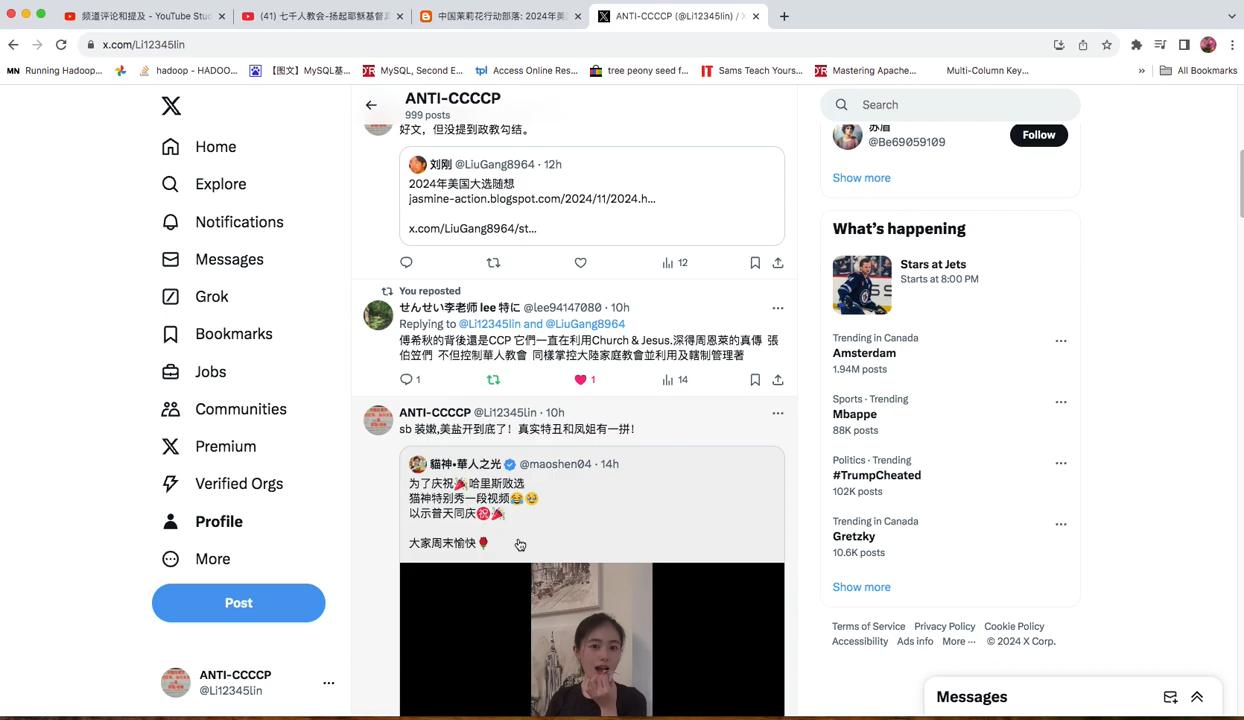 频道评论和提及 - YouTube Stu
(41) 七千人教会-扬起耶稣基督
中国茉莉花行动部落: 2024年美
ANTI-CCCCP (@Li12345lin) /
x.com/Li12345lin
MN Running Hadoop...
hadoop - HADOO...
【图文】MySQL基...
MySQL, Second E...
tpl Access Online Res...
tree peony seed f...
IT Sams Teach Yours...
Mastering Apache...
Multi-Column Key...
»
All Bookmarks
Home
Explore
Notifications
Messages
Grok
Bookmarks
Jobs
Communities
Premium
Verified Orgs
Profile
More
Post
ANTI-CCCCP
@Li12345lin
ANTI-CCCCP
999 posts
好文，但没提到政教勾结。
刘刚 @LiuGang8964 · 12h
2024年美国大选随想
jasmine-action.blogspot.com/2024/11/2024.h...
x.com/LiuGang8964/st...
12
You reposted
せんせい李老师 lee 特に @lee94147080 · 10h
Replying to @Li12345lin and @LiuGang8964
傅希秋的背後還是CCP 它們一直在利用Church & Jesus.深得周恩萊的真傳 張
伯笠們 不但控制華人教會 同樣掌控大陸家庭教會並利用及轄制管理著
1
1
14
ANTI-CCCCP @Li12345lin · 10h
sb 装嫩,美盐开到底了！真实特丑和凤姐有一拼!
貓神•華人之光 @maoshen04 · 14h
为了庆祝🎉哈里斯败选
猫神特别秀一段视频😂🥹
以示普天同庆㊗️🎉
大家周末愉快🌹
Search
苏眉
@Be69059109
Follow
Show more
What's happening
Stars at Jets
Starts at 8:00 PM
Trending in Canada
Amsterdam
1.94M posts
Sports · Trending
Mbappe
88K posts
Politics · Trending
#TrumpCheated
102K posts
Trending in Canada
Gretzky
10.6K posts
Show more
Terms of Service Privacy Policy Cookie Policy
Accessibility Ads info More ··· © 2024 X Corp.
Messages